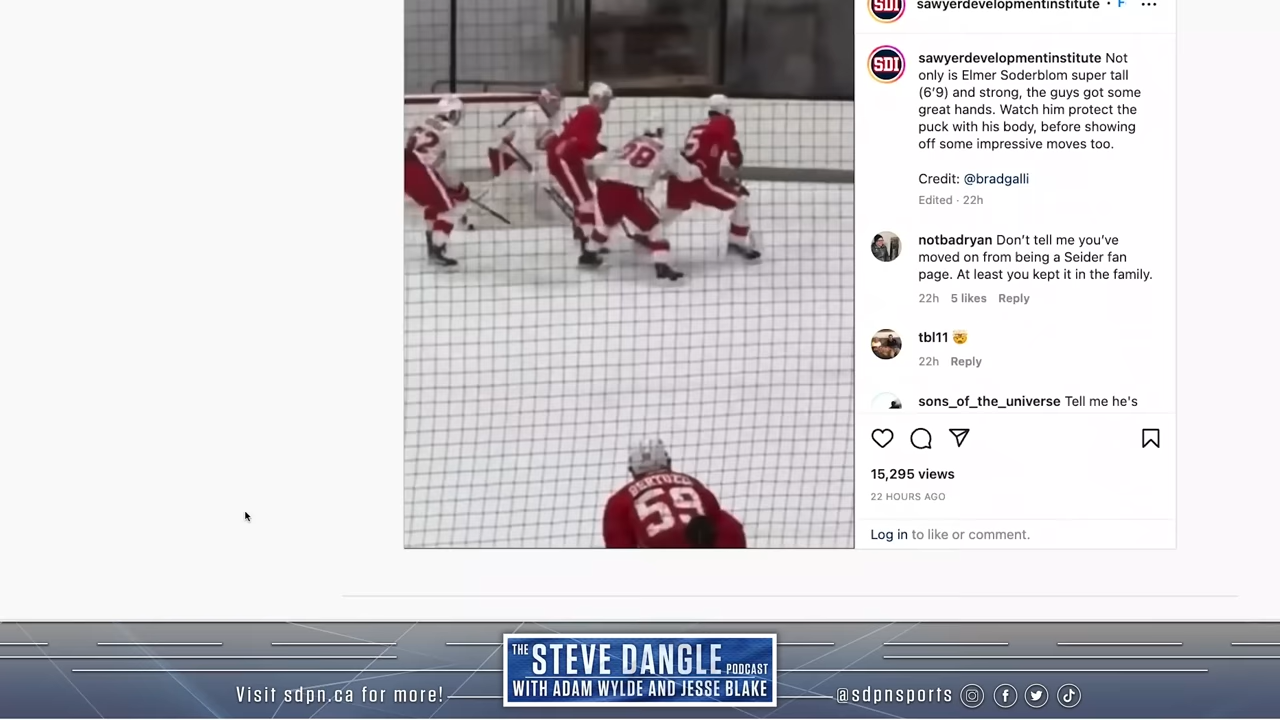 SDI sawyerdevelopmentinstitute • F ...
SDI sawyerdevelopmentinstitute Not
only is Elmer Soderblom super tall
(6’9) and strong, the guys got some
great hands. Watch him protect the
puck with his body, before showing
off some impressive moves too.
Credit: @bradgalli
Edited · 22h
notbadryan Don’t tell me you’ve
moved on from being a Seider fan
page. At least you kept it in the family.
22h 5 likes Reply
tbl11 🤯
22h Reply
sons_of_the_universe Tell me he's
15,295 views
22 HOURS AGO
Log in to like or comment.
28
59
THE
STEVE DANGLE
PODCAST
WITH ADAM WYLDE AND JESSE BLAKE
Visit sdpn.ca for more!
@sdpnsports